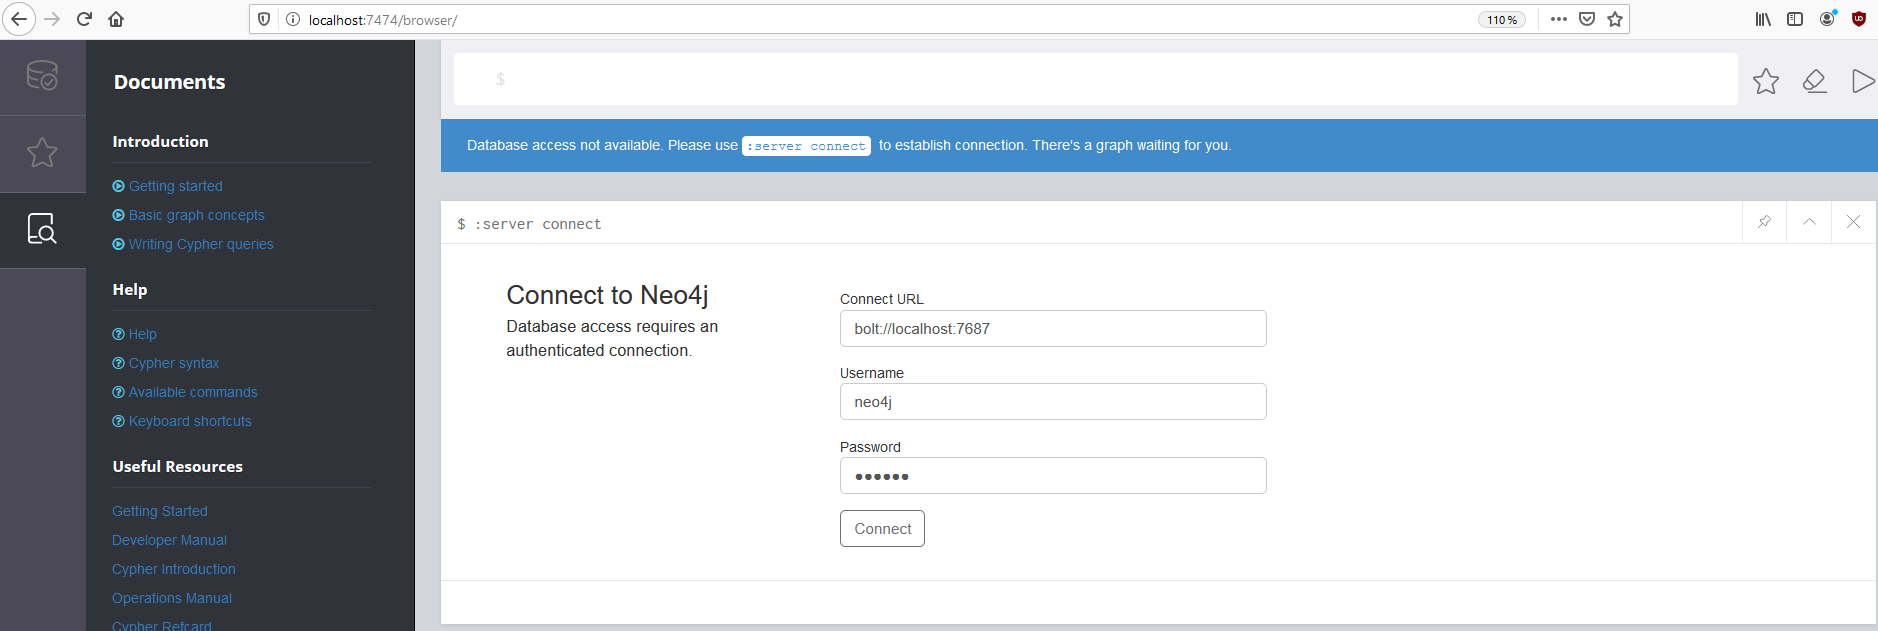 localhost:7474/browser/
110%
Documents
Introduction
Getting started
Basic graph concepts
Writing Cypher queries
Help
Help
Cypher syntax
Available commands
Keyboard shortcuts
Useful Resources
Getting Started
Developer Manual
Cypher Introduction
Operations Manual
Cypher Refcard
$
Database access not available. Please use :server connect to establish connection. There's a graph waiting for you.
$ :server connect
Connect to Neo4j
Database access requires an
authenticated connection.
Connect URL
bolt://localhost:7687
Username
neo4j
Password
••••••
Connect